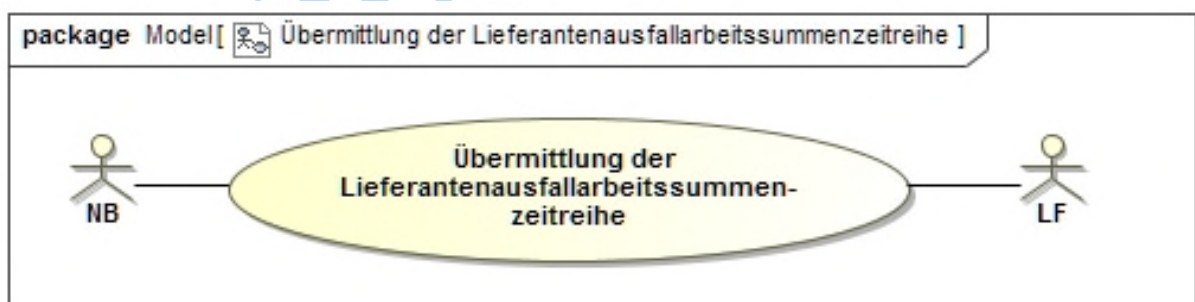 package Model[ Übermittlung der Lieferantenausfallarbeitssummenzeitreihe ]
Übermittlung der
Lieferantenausfallarbeitssummen-
zeitreihe
NB
LF